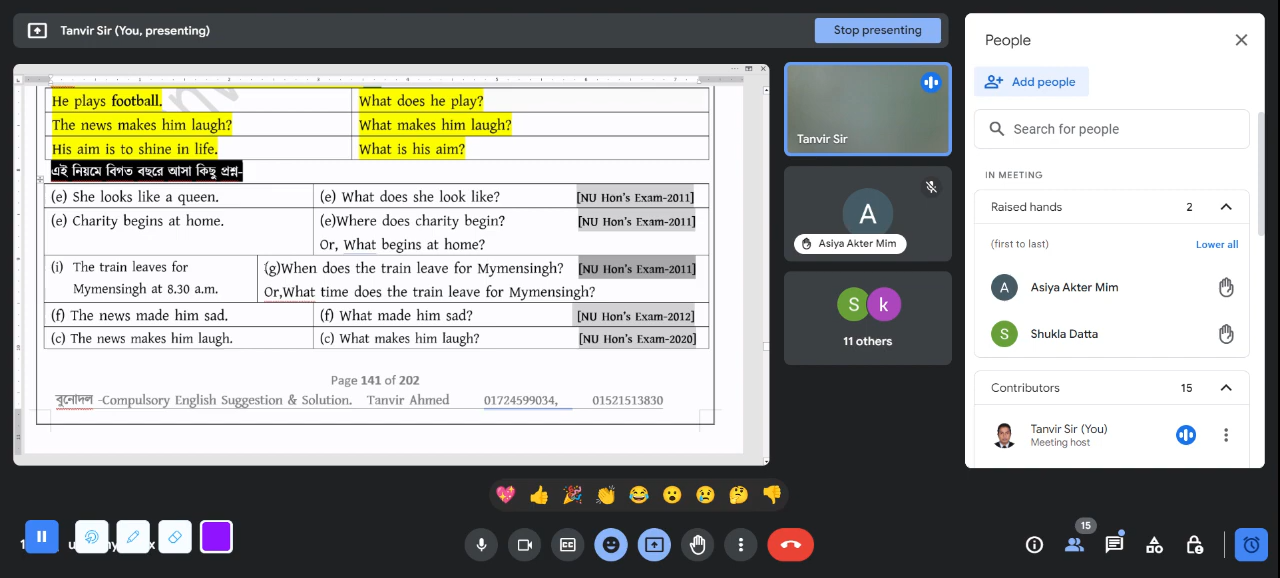 Tanvir Sir (You, presenting)
Stop presenting
He plays football. What does he play?
The news makes him laugh? What makes him laugh?
His aim is to shine in life. What is his aim?
এই নিয়মে বিগত বছরে আসা কিছু প্রশ্ন-
(e) She looks like a queen. (e) What does she look like? [NU Hon's Exam-2011]
(e) Charity begins at home. (e)Where does charity begin? [NU Hon's Exam-2011]
Or, What begins at home?
(i) The train leaves for (g)When does the train leave for Mymensingh? [NU Hon's Exam-2011]
Mymensingh at 8.30 a.m. Or,What time does the train leave for Mymensingh?
(f) The news made him sad. (f) What made him sad? [NU Hon's Exam-2012]
(c) The news makes him laugh. (c) What makes him laugh? [NU Hon's Exam-2020]
Page 141 of 202
বুনোদল -Compulsory English Suggestion & Solution. Tanvir Ahmed 01724599034, 01521513830
Tanvir Sir
A
Asiya Akter Mim
S k
11 others
People
Add people
Search for people
IN MEETING
Raised hands 2
(first to last) Lower all
A Asiya Akter Mim
S Shukla Datta
Contributors 15
Tanvir Sir (You)
Meeting host
15